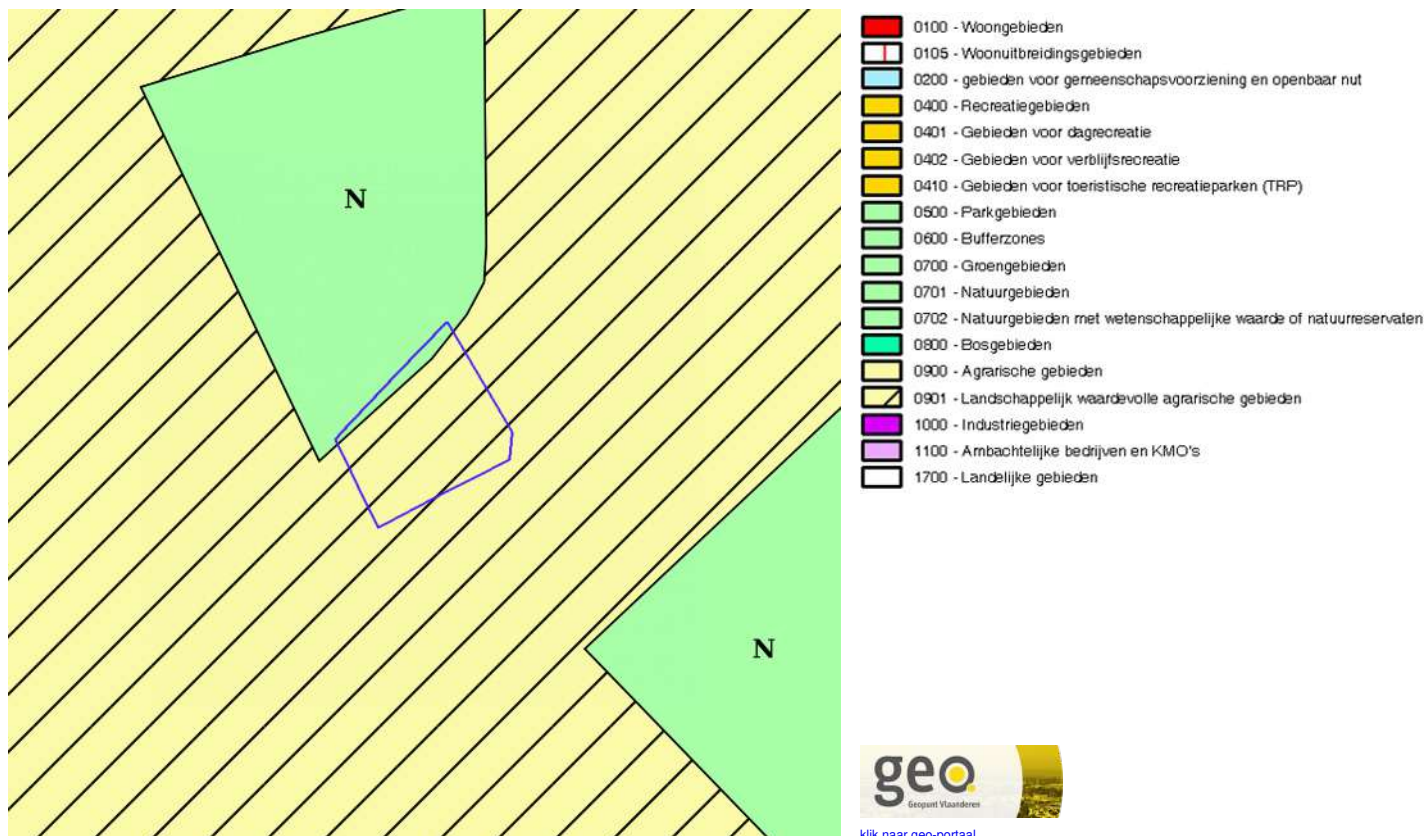 N
N
0100 - Woongebieden
0105 - Woonuitbreidingsgebieden
0200 - gebieden voor gemeenschapsvoorziening en openbaar nut
0400 - Recreatiegebieden
0401 - Gebieden voor dagrecreatie
0402 - Gebieden voor verblijfsrecreatie
0410 - Gebieden voor toeristische recreatieparken (TRP)
0500 - Parkgebieden
0600 - Bufferzones
0700 - Groengebieden
0701 - Natuurgebieden
0702 - Natuurgebieden met wetenschappelijke waarde of natuurreservaten
0800 - Bosgebieden
0900 - Agrarische gebieden
0901 - Landschappelijk waardevolle agrarische gebieden
1000 - Industriegebieden
1100 - Ambachtelijke bedrijven en KMO's
1700 - Landelijke gebieden
geo.
Geopunt Vlaanderen
klik naar geo-portaal